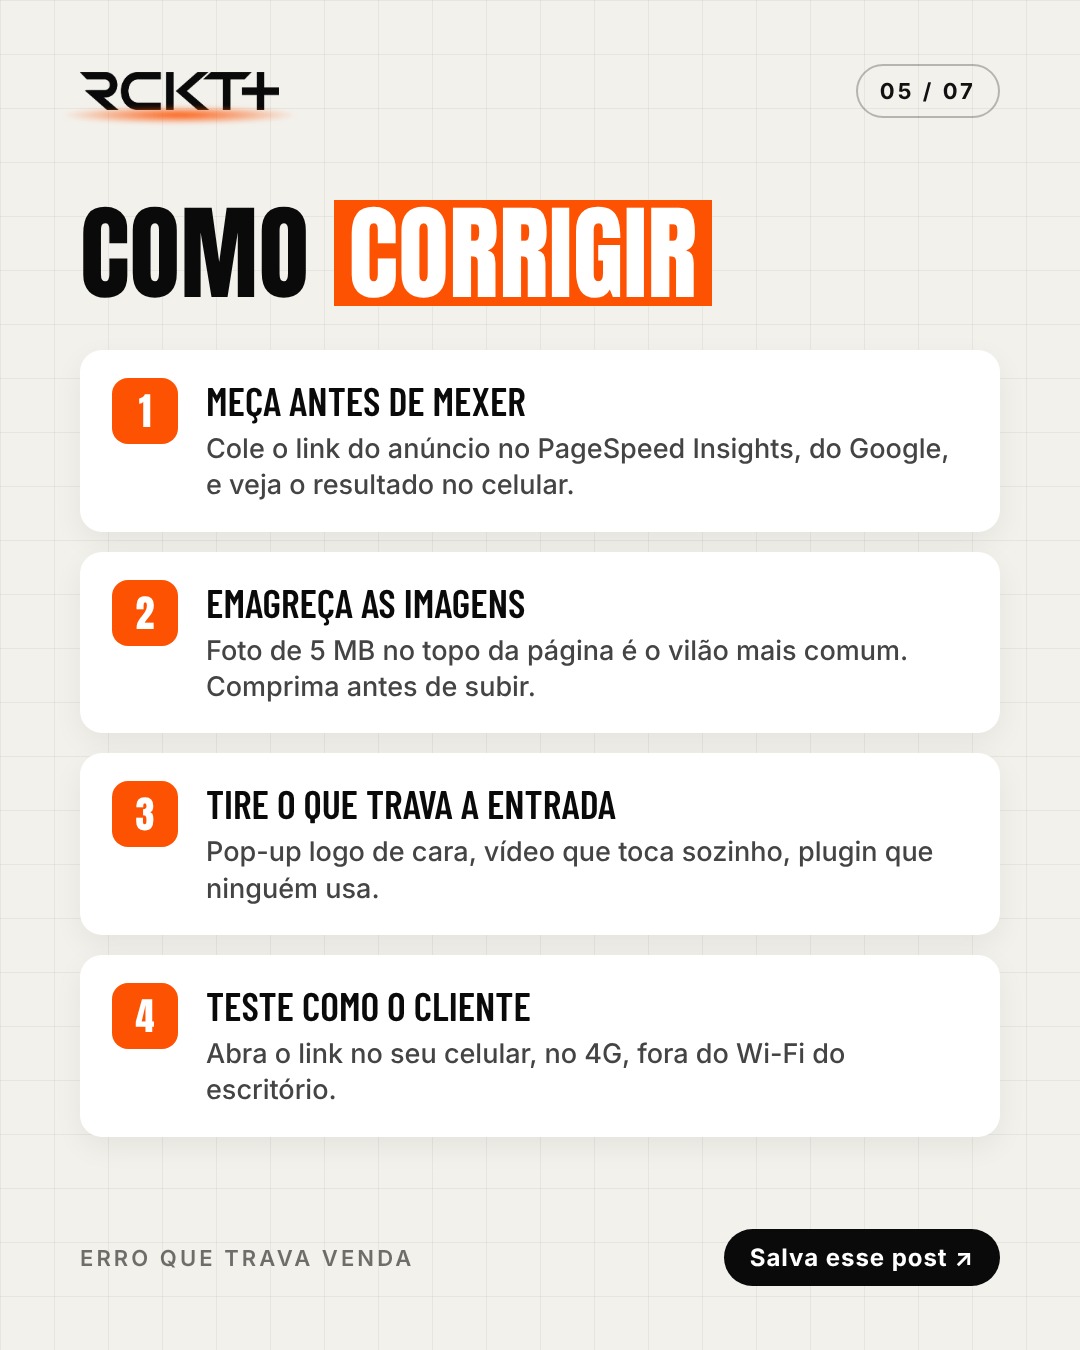 RCKT+
05 / 07
COMO CORRIGIR
1
MEÇA ANTES DE MEXER
Cole o link do anúncio no PageSpeed Insights, do Google,
e veja o resultado no celular.
2
EMAGREÇA AS IMAGENS
Foto de 5 MB no topo da página é o vilão mais comum.
Comprima antes de subir.
3
TIRE O QUE TRAVA A ENTRADA
Pop-up logo de cara, vídeo que toca sozinho, plugin que
ninguém usa.
4
TESTE COMO O CLIENTE
Abra o link no seu celular, no 4G, fora do Wi-Fi do
escritório.
ERRO QUE TRAVA VENDA
Salva esse post ↗